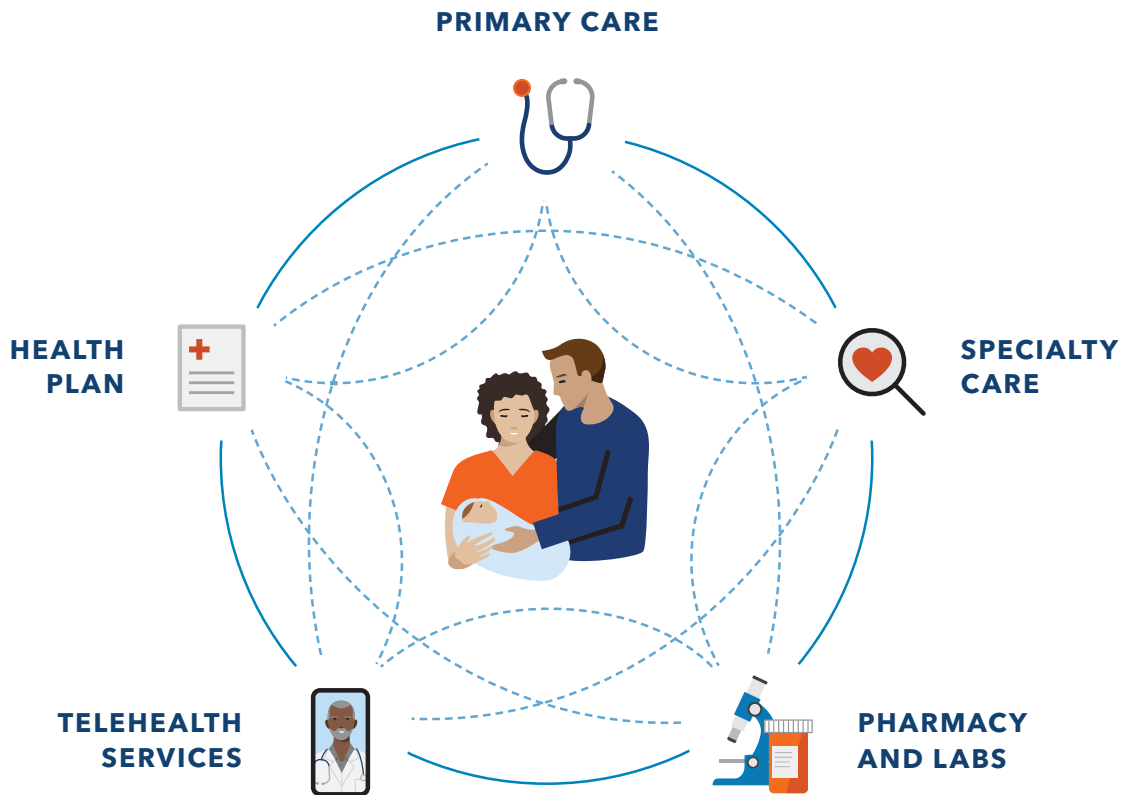 PRIMARY CARE
HEALTH
PLAN
SPECIALTY
CARE
TELEHEALTH
SERVICES
PHARMACY
AND LABS